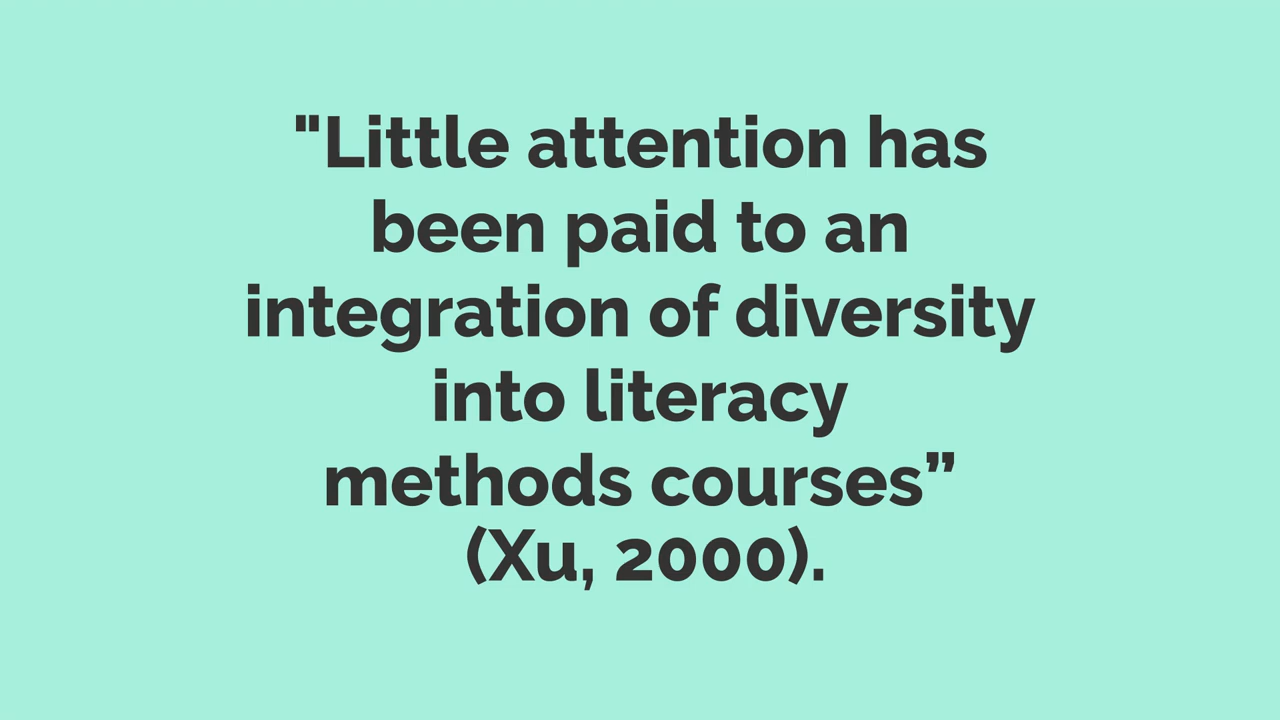 "Little attention has
been paid to an
integration of diversity
into literacy
methods courses”
(Xu, 2000).